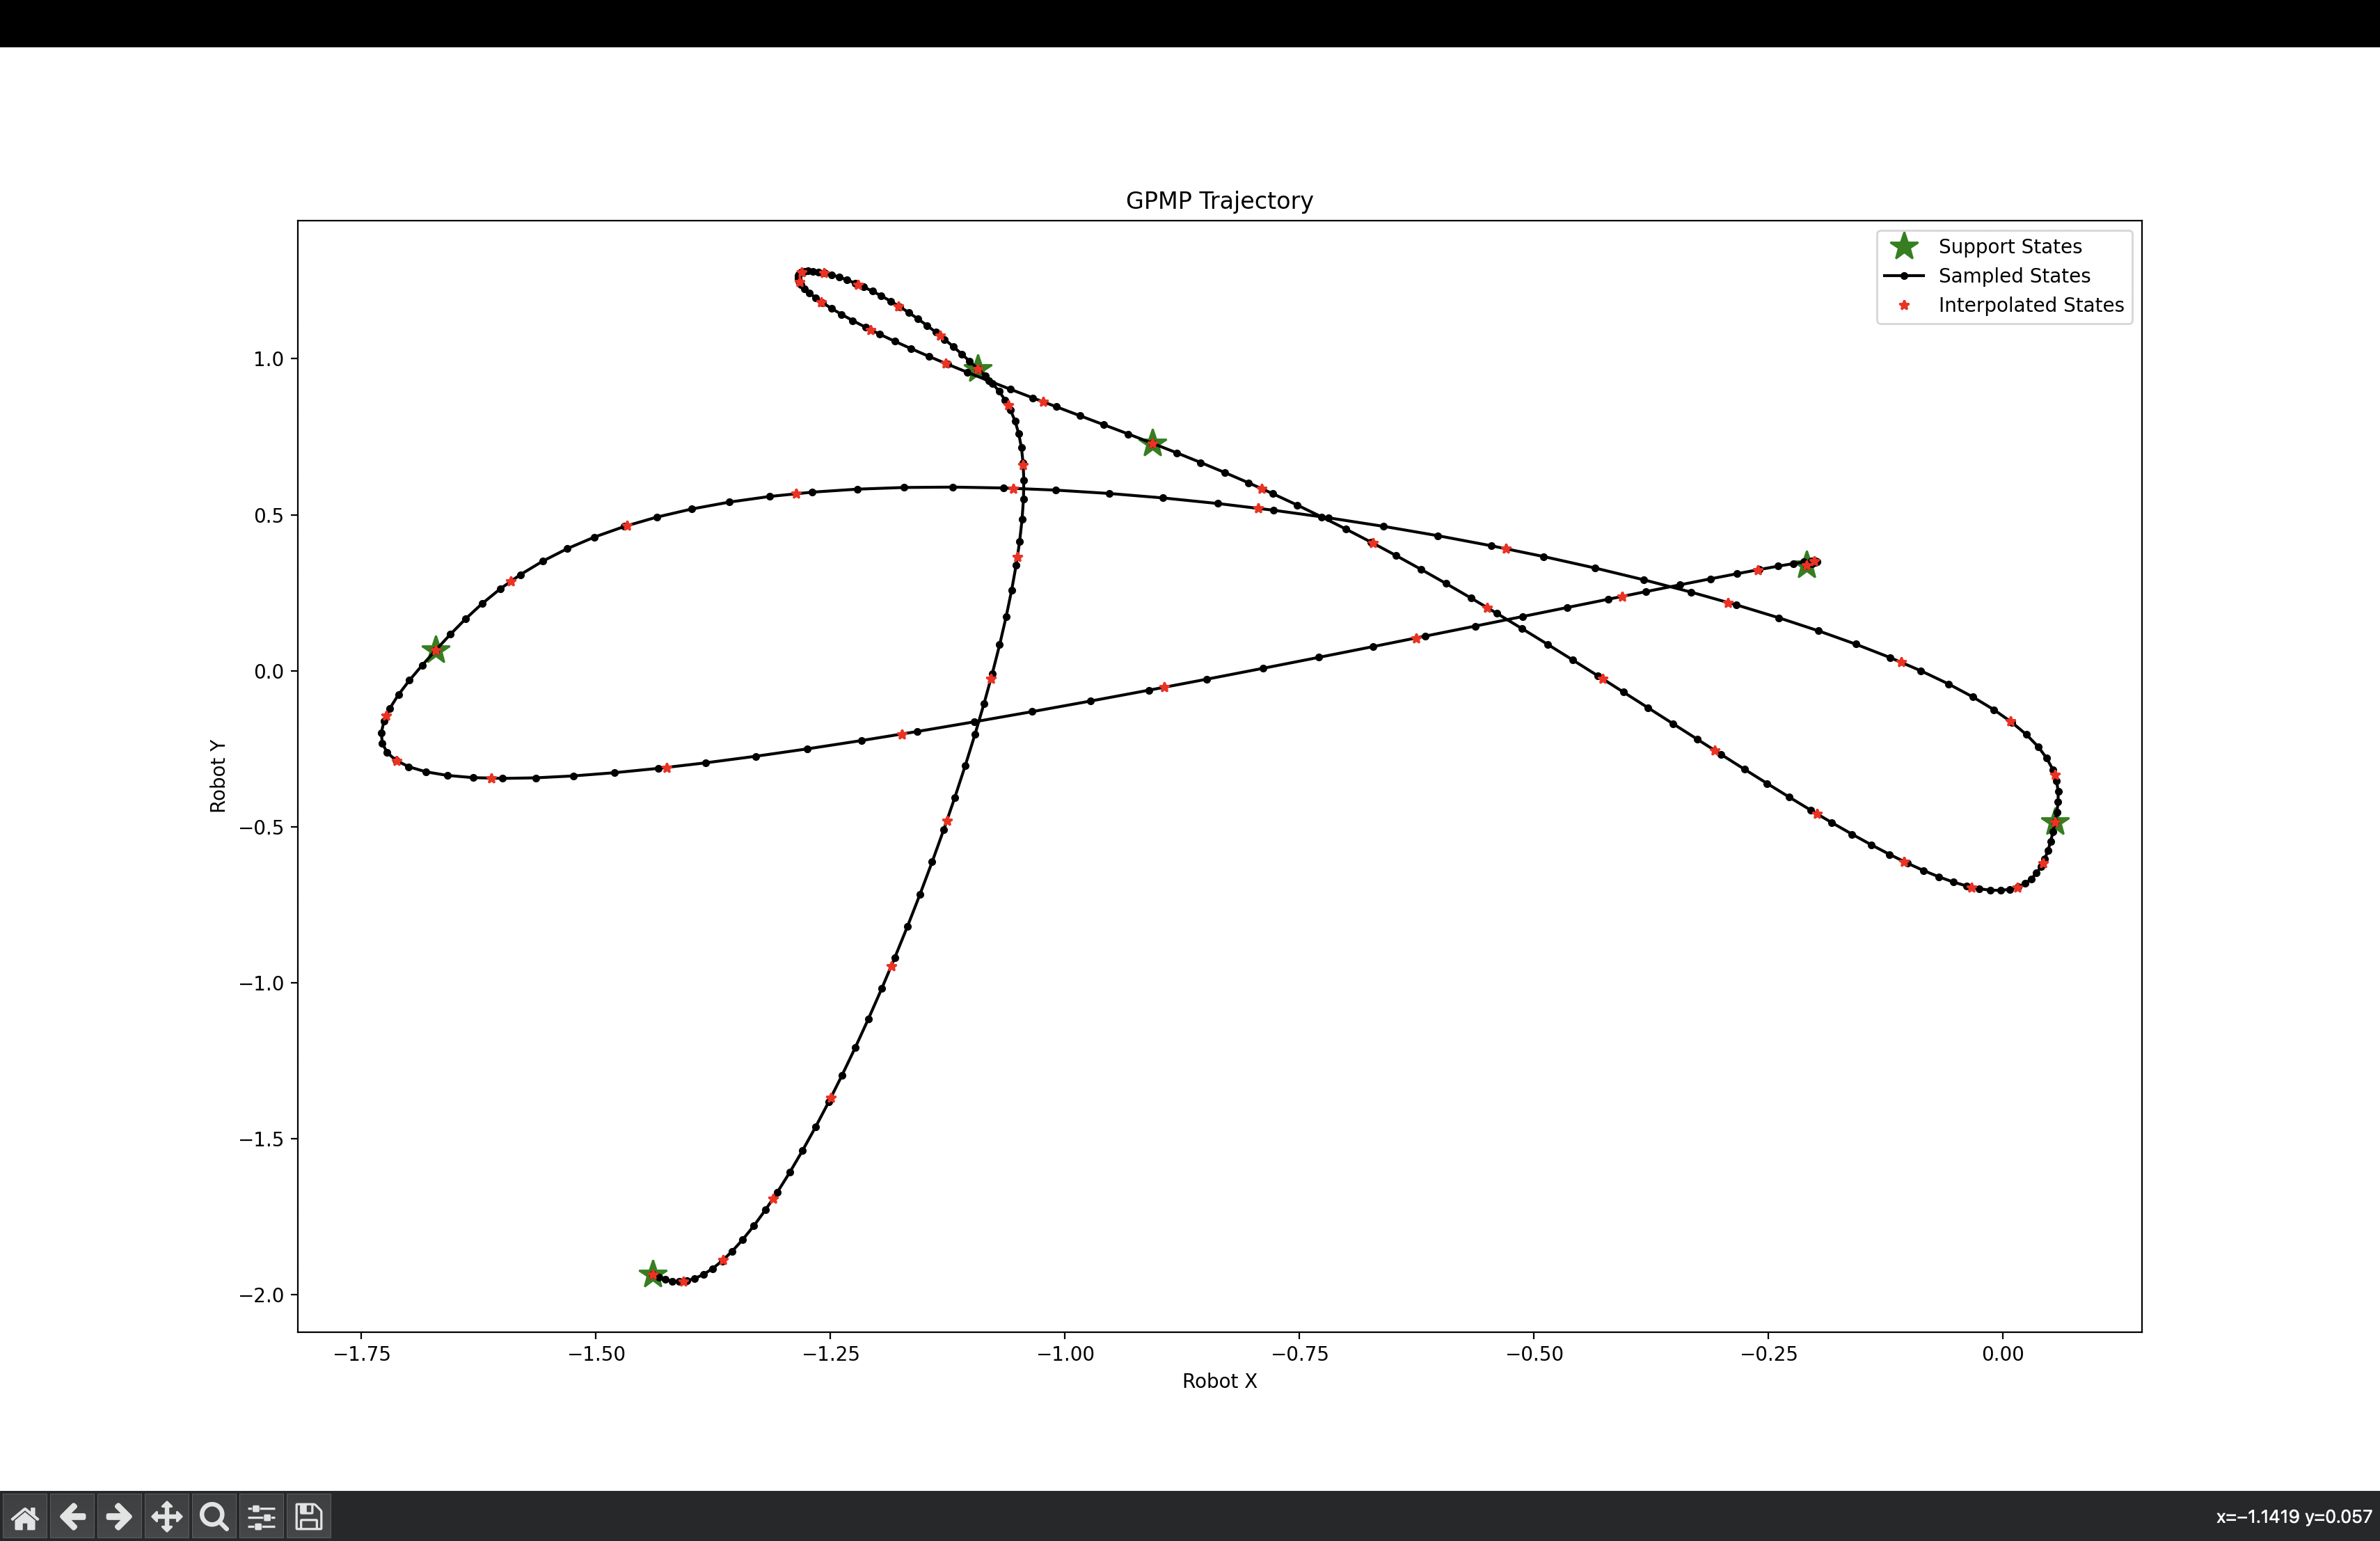 GPMP Trajectory
Support States
Sampled States
Interpolated States
1.0
0.5
0.0
−0.5
−1.0
−1.5
−2.0
Robot Y
−1.75 −1.50 −1.25 −1.00 −0.75 −0.50 −0.25 0.00
Robot X
x=−1.1419 y=0.057